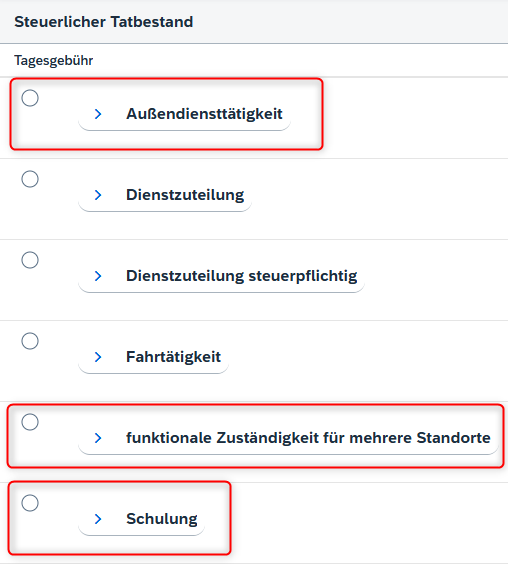 Steuerlicher Tatbestand
Tagesgebühr
Außendiensttätigkeit
Dienstzuteilung
Dienstzuteilung steuerpflichtig
Fahrtätigkeit
funktionale Zuständigkeit für mehrere Standorte
Schulung